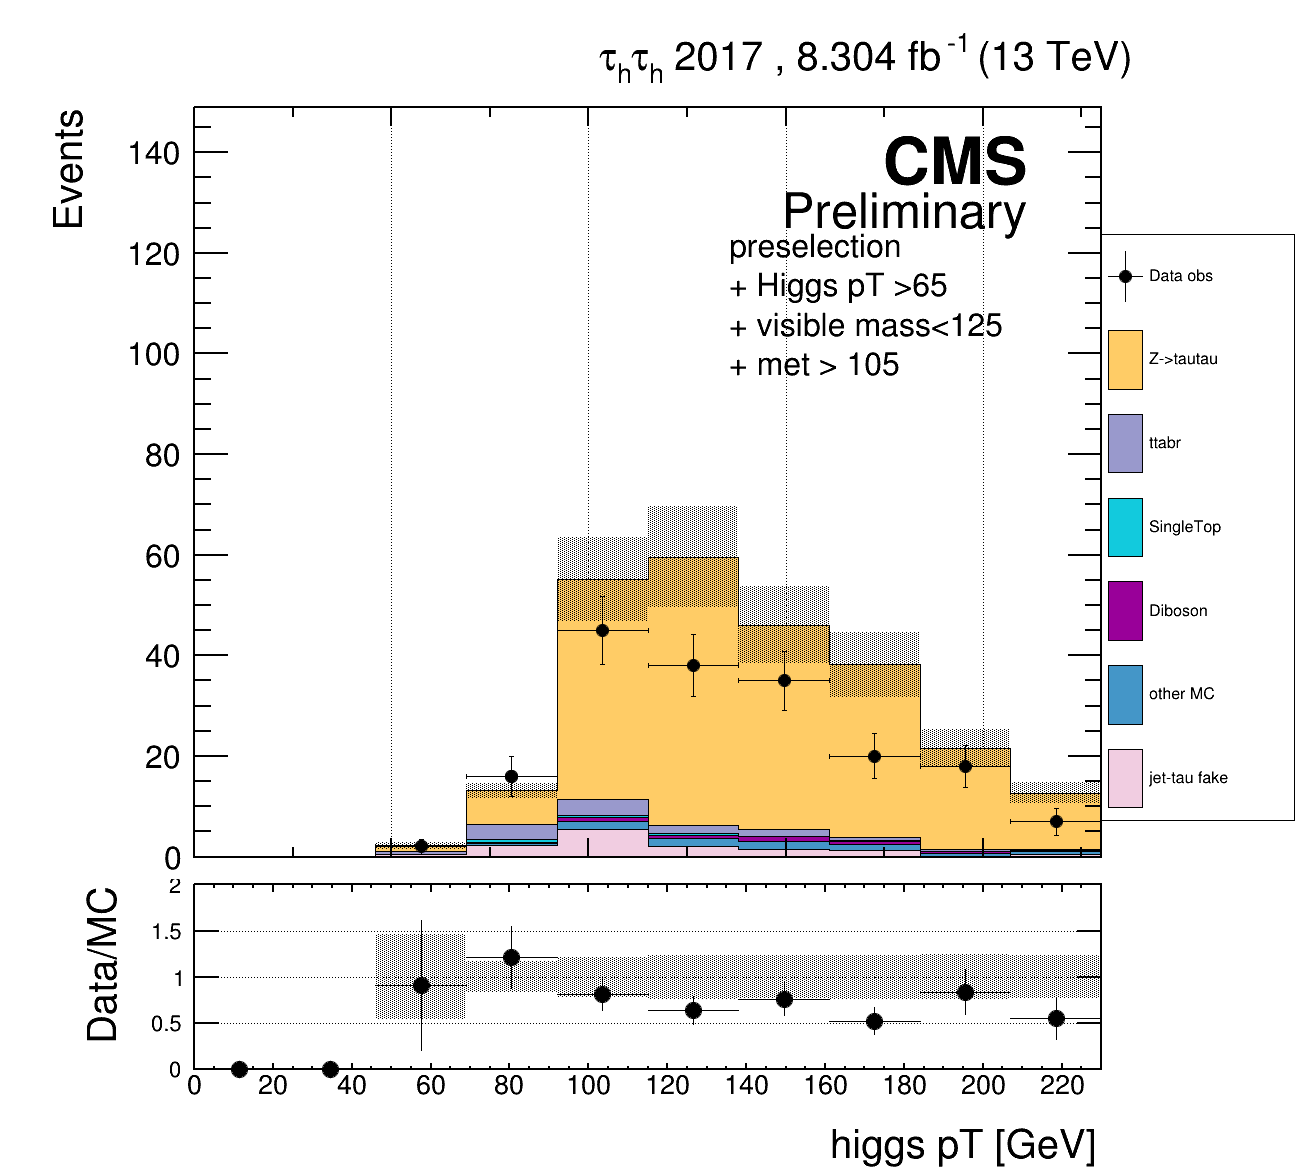 τhτh 2017 , 8.304 fb-1 (13 TeV)
Events
140
120
100
80
60
40
20
0
CMS
Preliminary
preselection
+ Higgs pT >65
+ visible mass<125
+ met > 105
Data obs
Z->tautau
ttabr
SingleTop
Diboson
other MC
jet-tau fake
Data/MC
2
1.5
1
0.5
0
0 20 40 60 80 100 120 140 160 180 200 220
higgs pT [GeV]